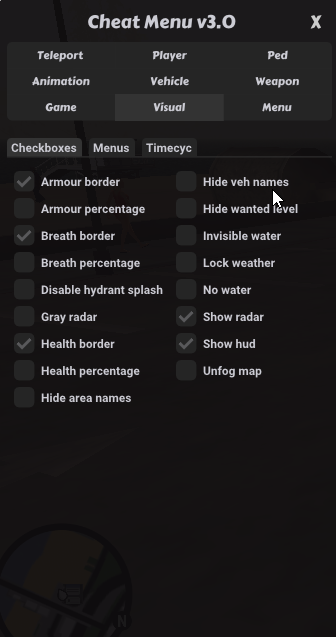 Cheat Menu v3.0 X
Teleport Player Ped
Animation Vehicle Weapon
Game Visual Menu
Checkboxes Menus Timecyc
Armour border Hide veh names
Armour percentage Hide wanted level
Breath border Invisible water
Breath percentage Lock weather
Disable hydrant splash No water
Gray radar Show radar
Health border Show hud
Health percentage Unfog map
Hide area names
N